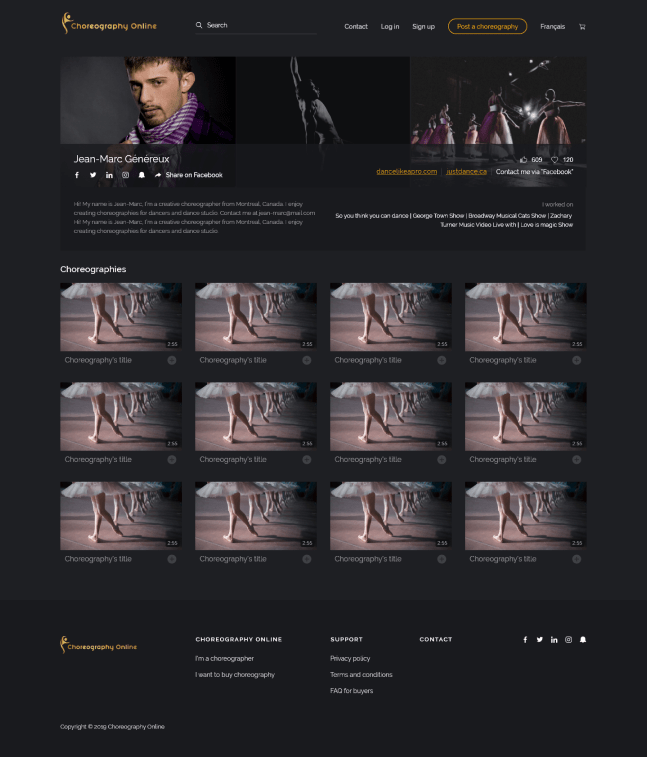 Choreography Online
Search
Contact
Log in
Sign up
Post a choreography
Français
Jean-Marc Généreux
Share on Facebook
609
120
dancelikeapro.com | justdance.ca | Contact me via "Facebook"
Hi! My name is Jean-Marc, I'm a creative choreographer from Montreal, Canada. I enjoy
creating choreographies for dancers and dance studio. Contact me at jean-marc@mail.com
Hi! My name is Jean-Marc, I'm a creative choreographer from Montreal, Canada. I enjoy
creating choreographies for dancers and dance studio.
I worked on
So you think you can dance | George Town Show | Broadway Musical Cats Show | Zachary
Turner Music Video Live with | Love is magic Show
Choreographies
2:55
2:55
2:55
2:55
Choreography's title
Choreography's title
Choreography's title
Choreography's title
2:55
2:55
2:55
2:55
Choreography's title
Choreography's title
Choreography's title
Choreography's title
2:55
2:55
2:55
2:55
Choreography's title
Choreography's title
Choreography's title
Choreography's title
Choreography Online
CHOREOGRAPHY ONLINE
I'm a choreographer
I want to buy choreography
SUPPORT
Privacy policy
Terms and conditions
FAQ for buyers
CONTACT
Copyright © 2019 Choreography Online